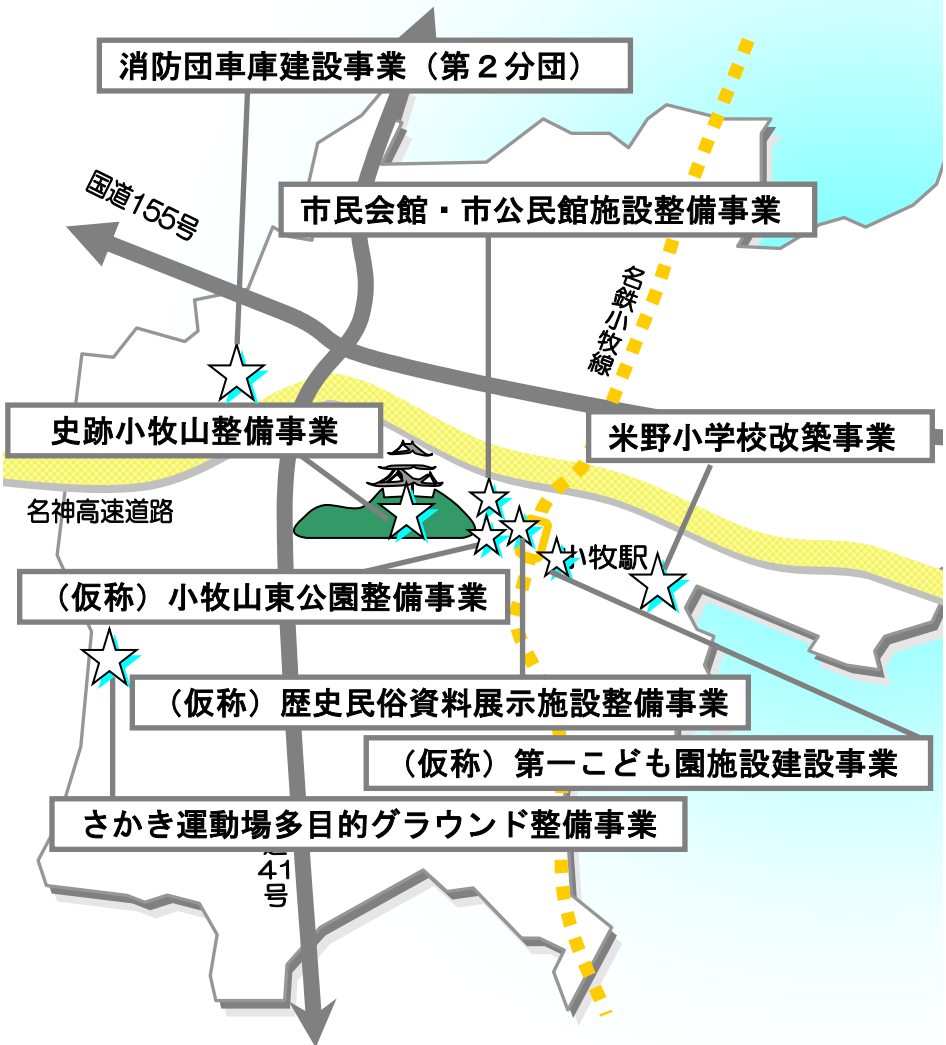 消防団車庫建設事業（第２分団）
国道155号
市民会館・市公民館施設整備事業
名鉄小牧線
史跡小牧山整備事業
米野小学校改築事業
名神高速道路
小牧駅
（仮称）小牧山東公園整備事業
（仮称）歴史民俗資料展示施設整備事業
（仮称）第一こども園施設建設事業
さかき運動場多目的グラウンド整備事業
道41号